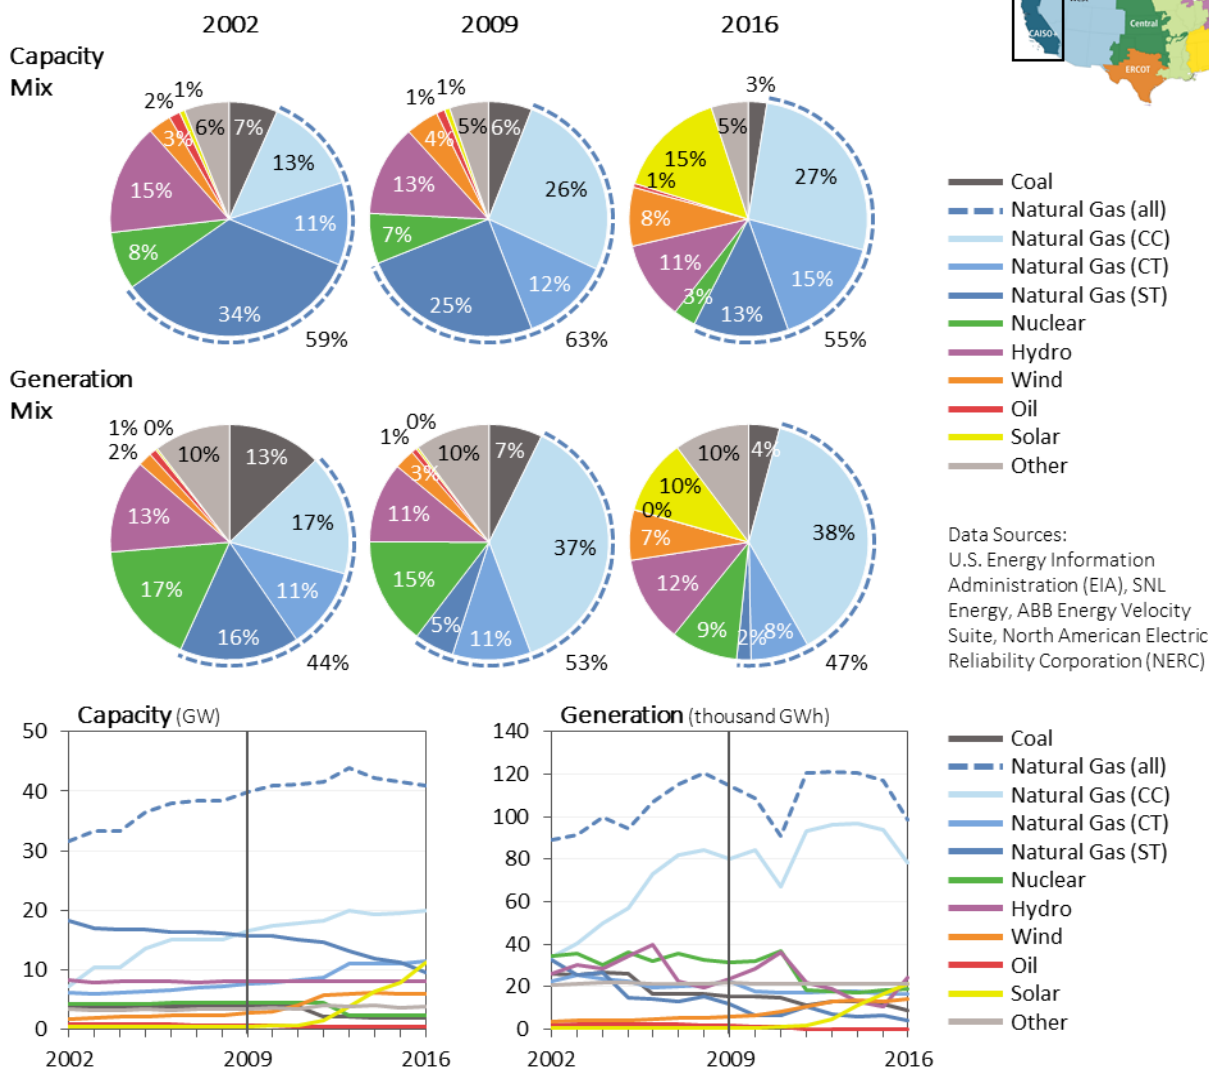 2002
2009
2016
CAISO
Central
ERCOT
Capacity
Mix
2%
1%
6%
7%
3%
13%
15%
11%
8%
34%
59%
1%
1%
5%
6%
4%
26%
13%
7%
12%
25%
63%
3%
5%
15%
27%
1%
8%
11%
15%
3%
13%
55%
Coal
Natural Gas (all)
Natural Gas (CC)
Natural Gas (CT)
Natural Gas (ST)
Nuclear
Hydro
Wind
Oil
Solar
Other
Generation
Mix
1%
0%
2%
10%
13%
13%
17%
17%
11%
16%
44%
0%
1%
10%
7%
3%
11%
37%
15%
5%
11%
53%
10%
4%
10%
0%
7%
38%
12%
9%
2%
8%
47%
Data Sources:
U.S. Energy Information
Administration (EIA), SNL
Energy, ABB Energy Velocity
Suite, North American Electric
Reliability Corporation (NERC)
Capacity (GW)
50
40
30
20
10
0
2002
2009
2016
Generation (thousand GWh)
140
120
100
80
60
40
20
0
2002
2009
2016
Coal
Natural Gas (all)
Natural Gas (CC)
Natural Gas (CT)
Natural Gas (ST)
Nuclear
Hydro
Wind
Oil
Solar
Other